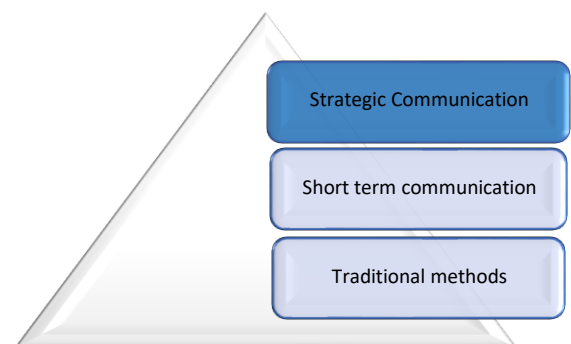 Strategic Communication
Short term communication
Traditional methods